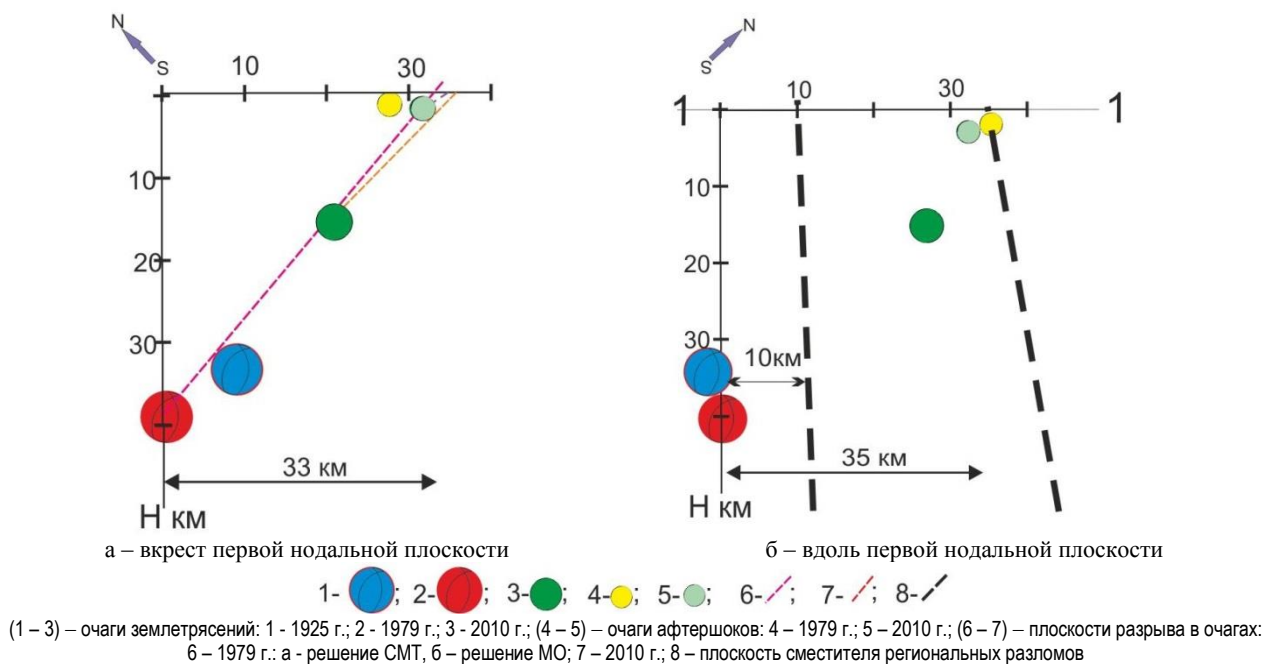 N
S
10 30
10
20
30
33 км
Н км
N
S
1 10 30 1
10
20
30
10км
35 км
Н км
а – вкрест первой нодальной плоскости
б – вдоль первой нодальной плоскости
1- ; 2- ; 3- ; 4- ; 5- ; 6- ; 7- ; 8-
(1 – 3) – очаги землетрясений: 1 - 1925 г.; 2 - 1979 г.; 3 - 2010 г.; (4 – 5) – очаги афтершоков: 4 – 1979 г.; 5 – 2010 г.; (6 – 7) – плоскости разрыва в очагах:
6 – 1979 г.: а - решение СМТ, б – решение МО; 7 – 2010 г.; 8 – плоскость сместителя региональных разломов